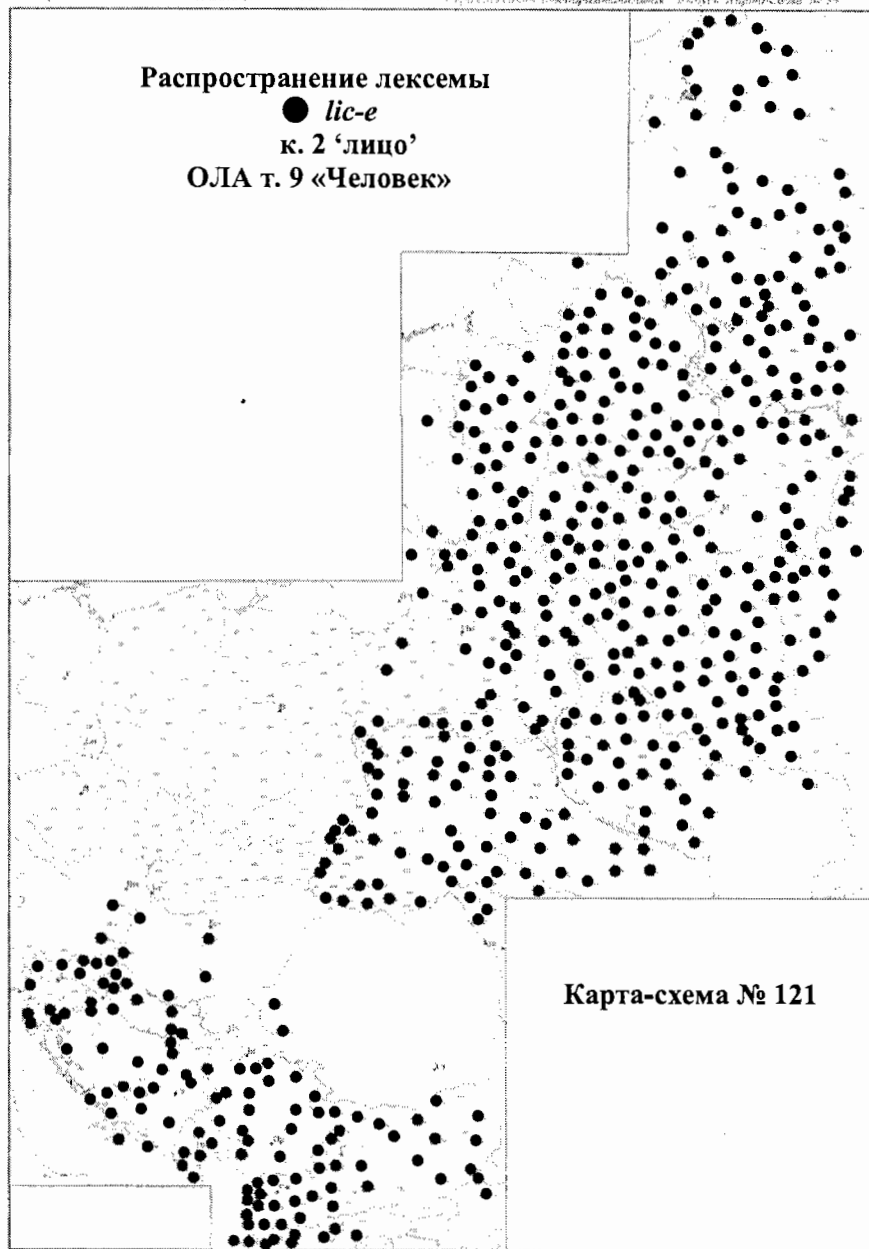 Распространение лексемы
lic-e
к. 2 ‘лицо’
ОЛА т. 9 «Человек»
Карта-схема № 121